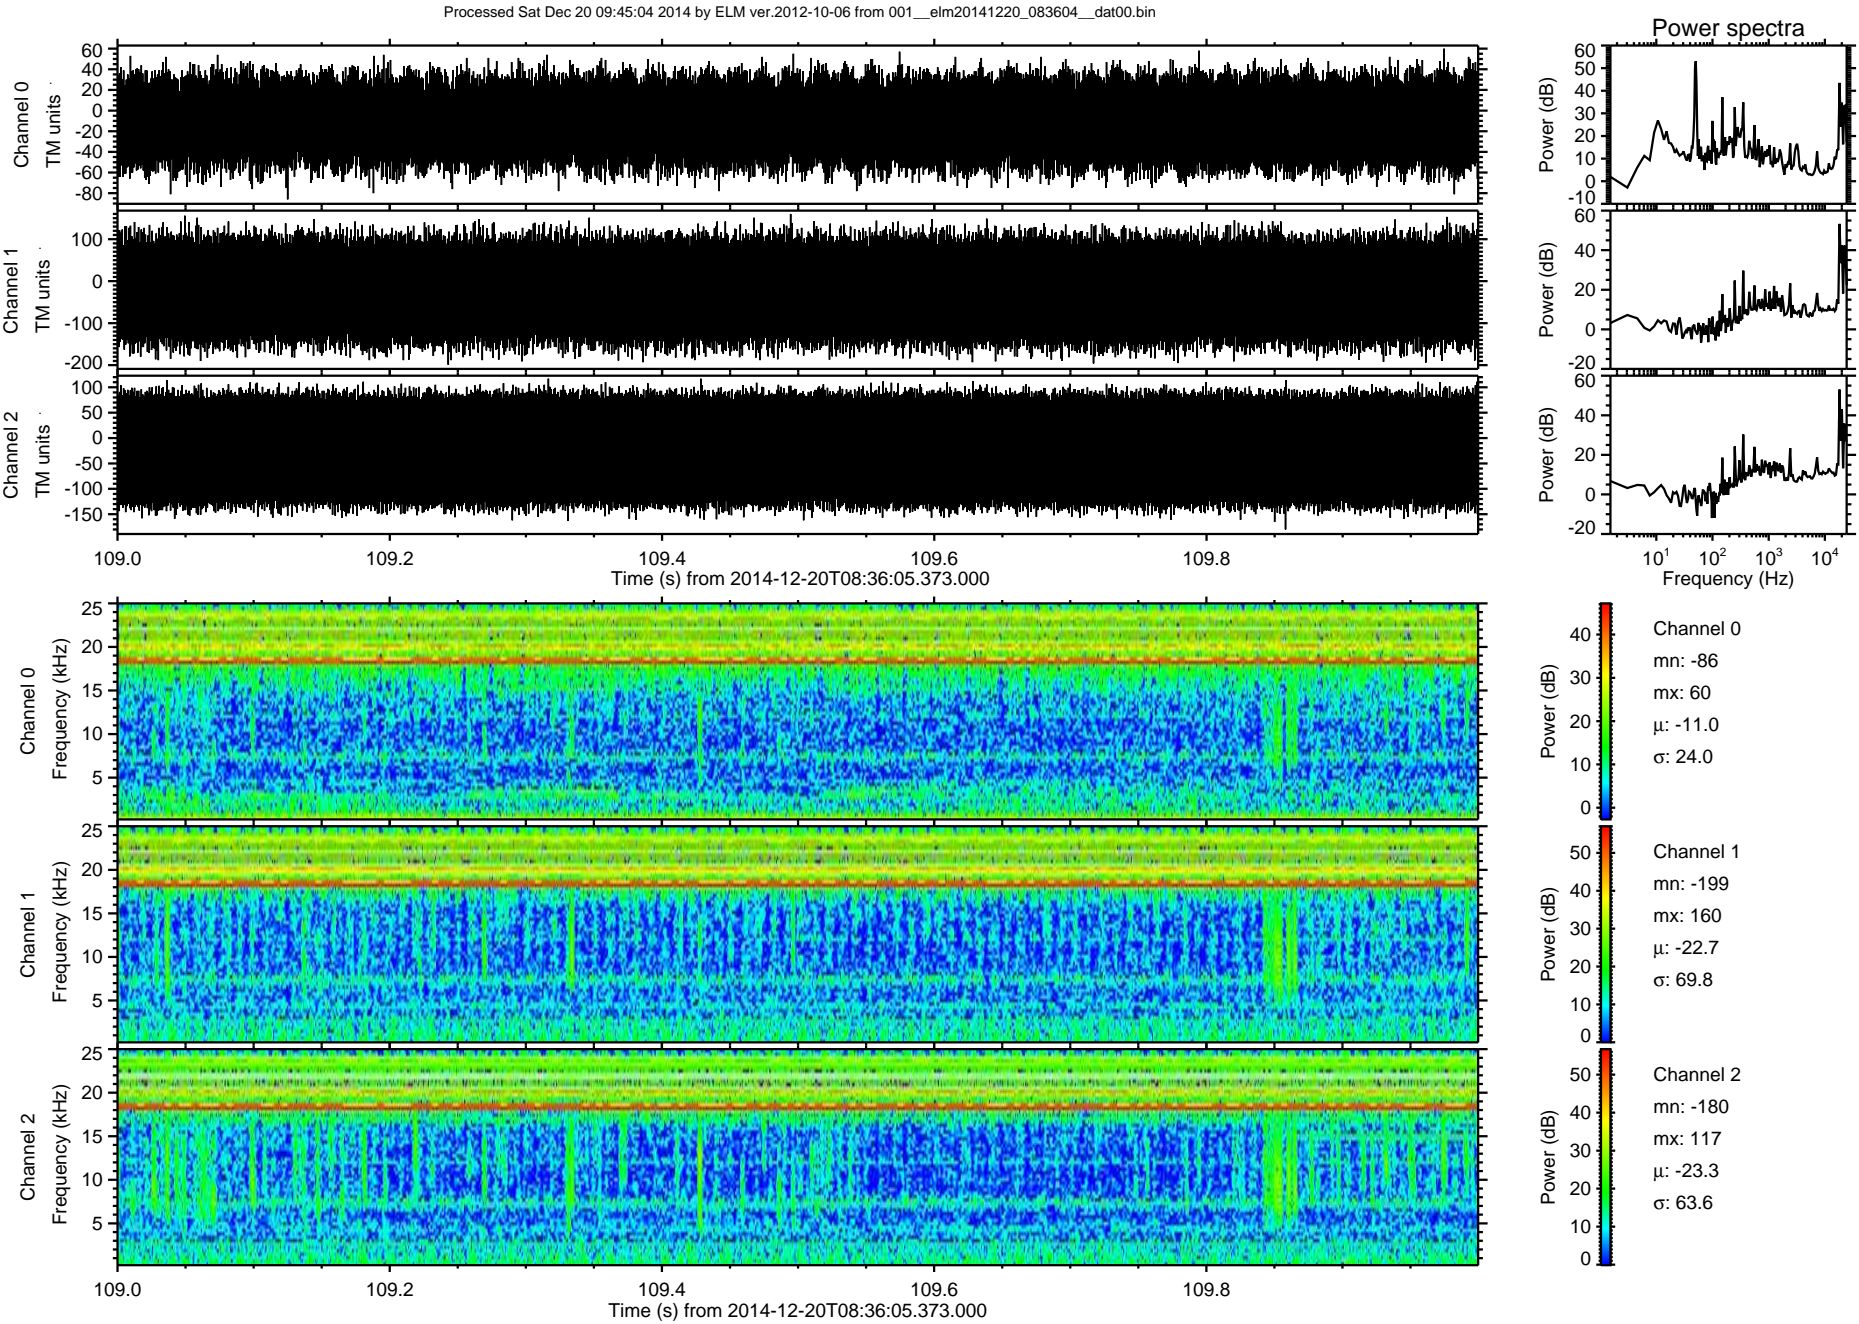 Processed Sat Dec 20 09:45:04 2014 by ELM ver.2012-10-06 from 001__elm20141220_083604__dat00.bin
Power spectra
Channel 0
TM units
60
40
20
0
-20
-40
-60
-80
Power (dB)
60
50
40
30
20
10
0
-10
Channel 1
TM units
100
0
-100
-200
Power (dB)
60
40
20
0
-20
Channel 2
TM units
100
50
0
-50
-100
-150
Power (dB)
60
40
20
0
-20
109.0 109.2 109.4 109.6 109.8
Time (s) from 2014-12-20T08:36:05.373.000
10¹ 10² 10³ 10⁴
Frequency (Hz)
Channel 0
Frequency (kHz)
25
20
15
10
5
Power (dB)
40
30
20
10
0
Channel 0
mn: -86
mx: 60
μ: -11.0
σ: 24.0
Channel 1
Frequency (kHz)
25
20
15
10
5
Power (dB)
50
40
30
20
10
0
Channel 1
mn: -199
mx: 160
μ: -22.7
σ: 69.8
Channel 2
Frequency (kHz)
25
20
15
10
5
Power (dB)
50
40
30
20
10
0
Channel 2
mn: -180
mx: 117
μ: -23.3
σ: 63.6
109.0 109.2 109.4 109.6 109.8
Time (s) from 2014-12-20T08:36:05.373.000